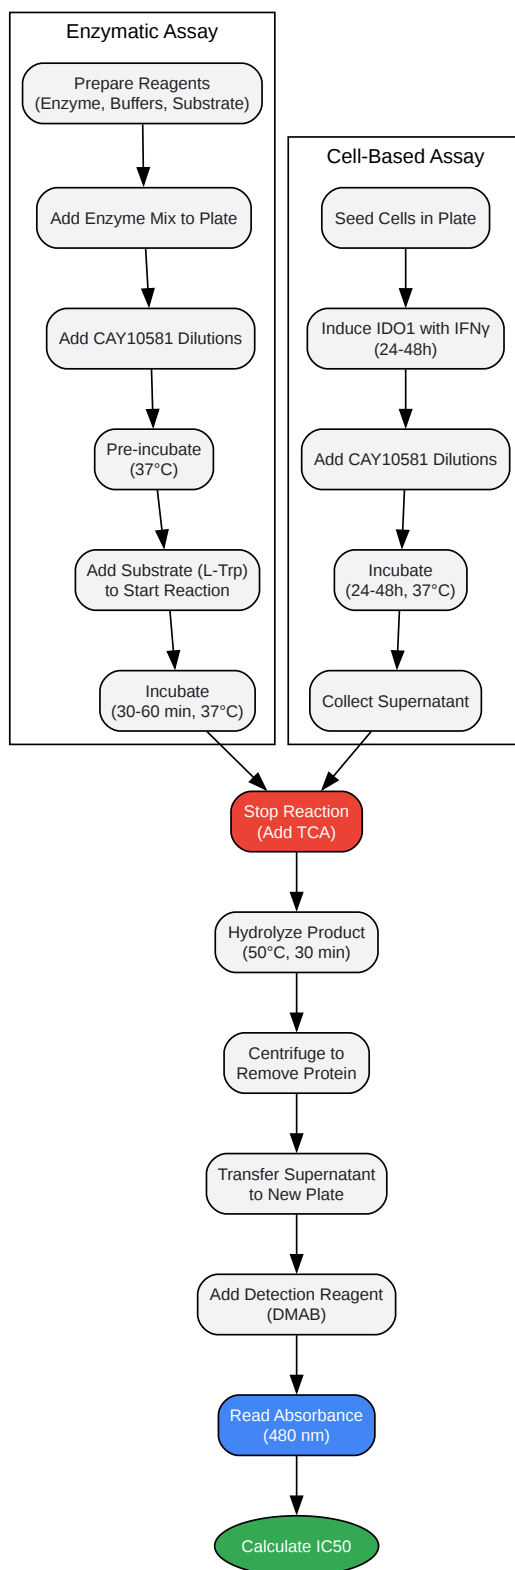 Enzymatic Assay
Prepare Reagents
(Enzyme, Buffers, Substrate)
Add Enzyme Mix to Plate
Add CAY10581 Dilutions
Pre-incubate
(37°C)
Add Substrate (L-Trp)
to Start Reaction
Incubate
(30-60 min, 37°C)
Cell-Based Assay
Seed Cells in Plate
Induce IDO1 with IFNγ
(24-48h)
Add CAY10581 Dilutions
Incubate
(24-48h, 37°C)
Collect Supernatant
Stop Reaction
(Add TCA)
Hydrolyze Product
(50°C, 30 min)
Centrifuge to
Remove Protein
Transfer Supernatant
to New Plate
Add Detection Reagent
(DMAB)
Read Absorbance
(480 nm)
Calculate IC50